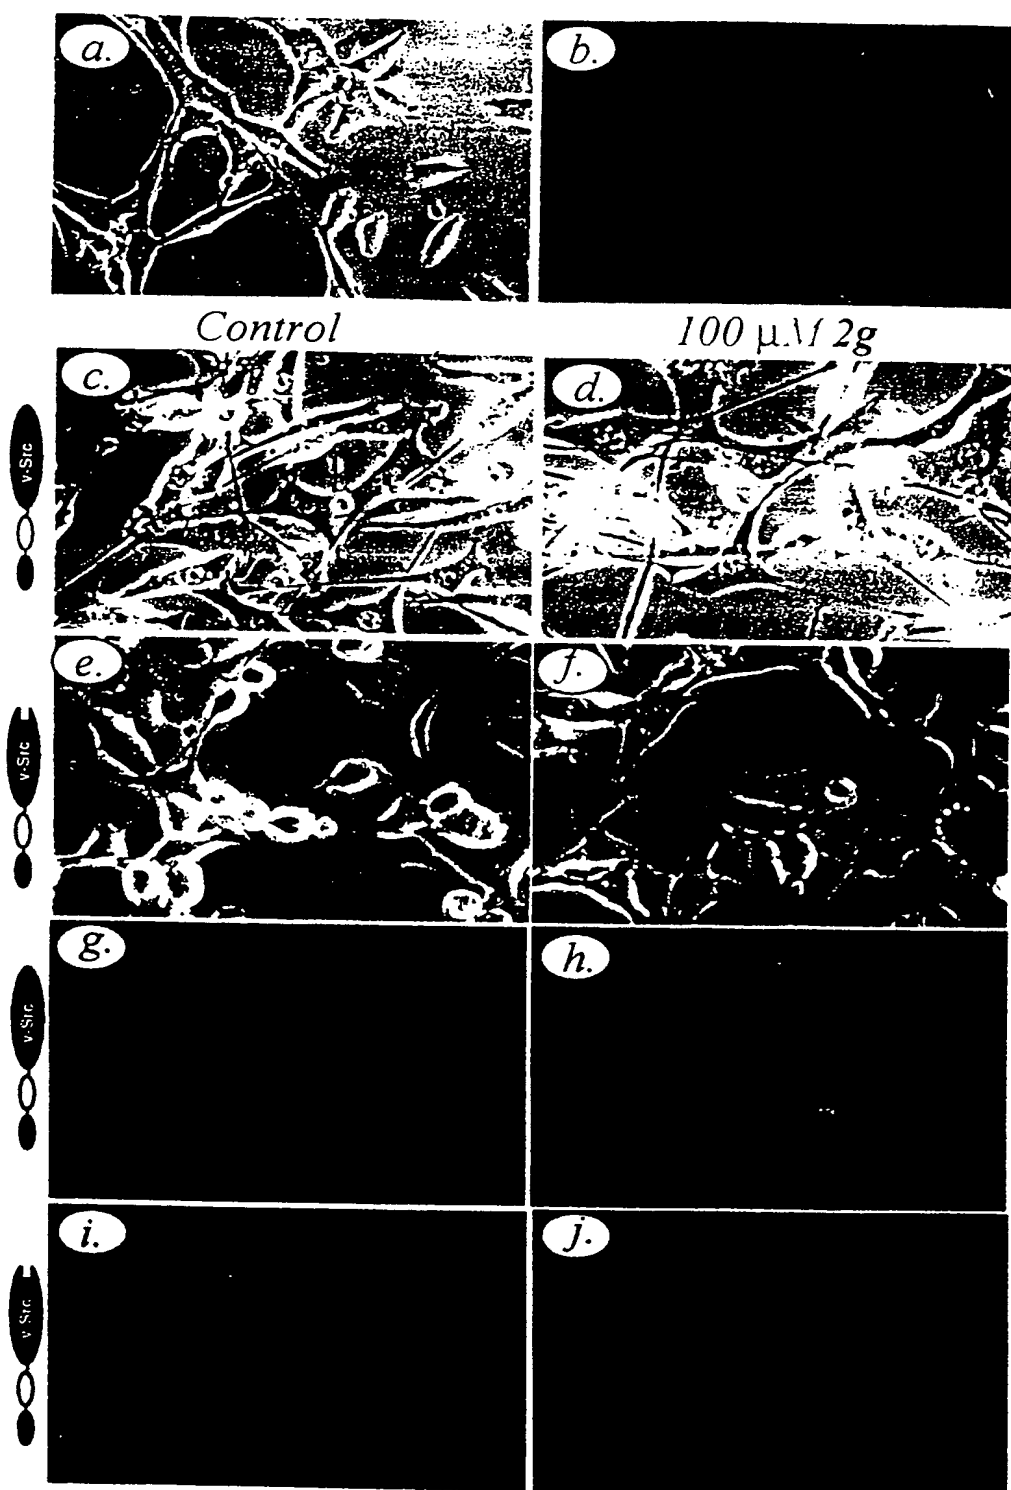 a. b.
Control 100 µM 2g
c. d.
v-Src
e. f.
v-Src
g. h.
v-Src
i. j.
v-Src